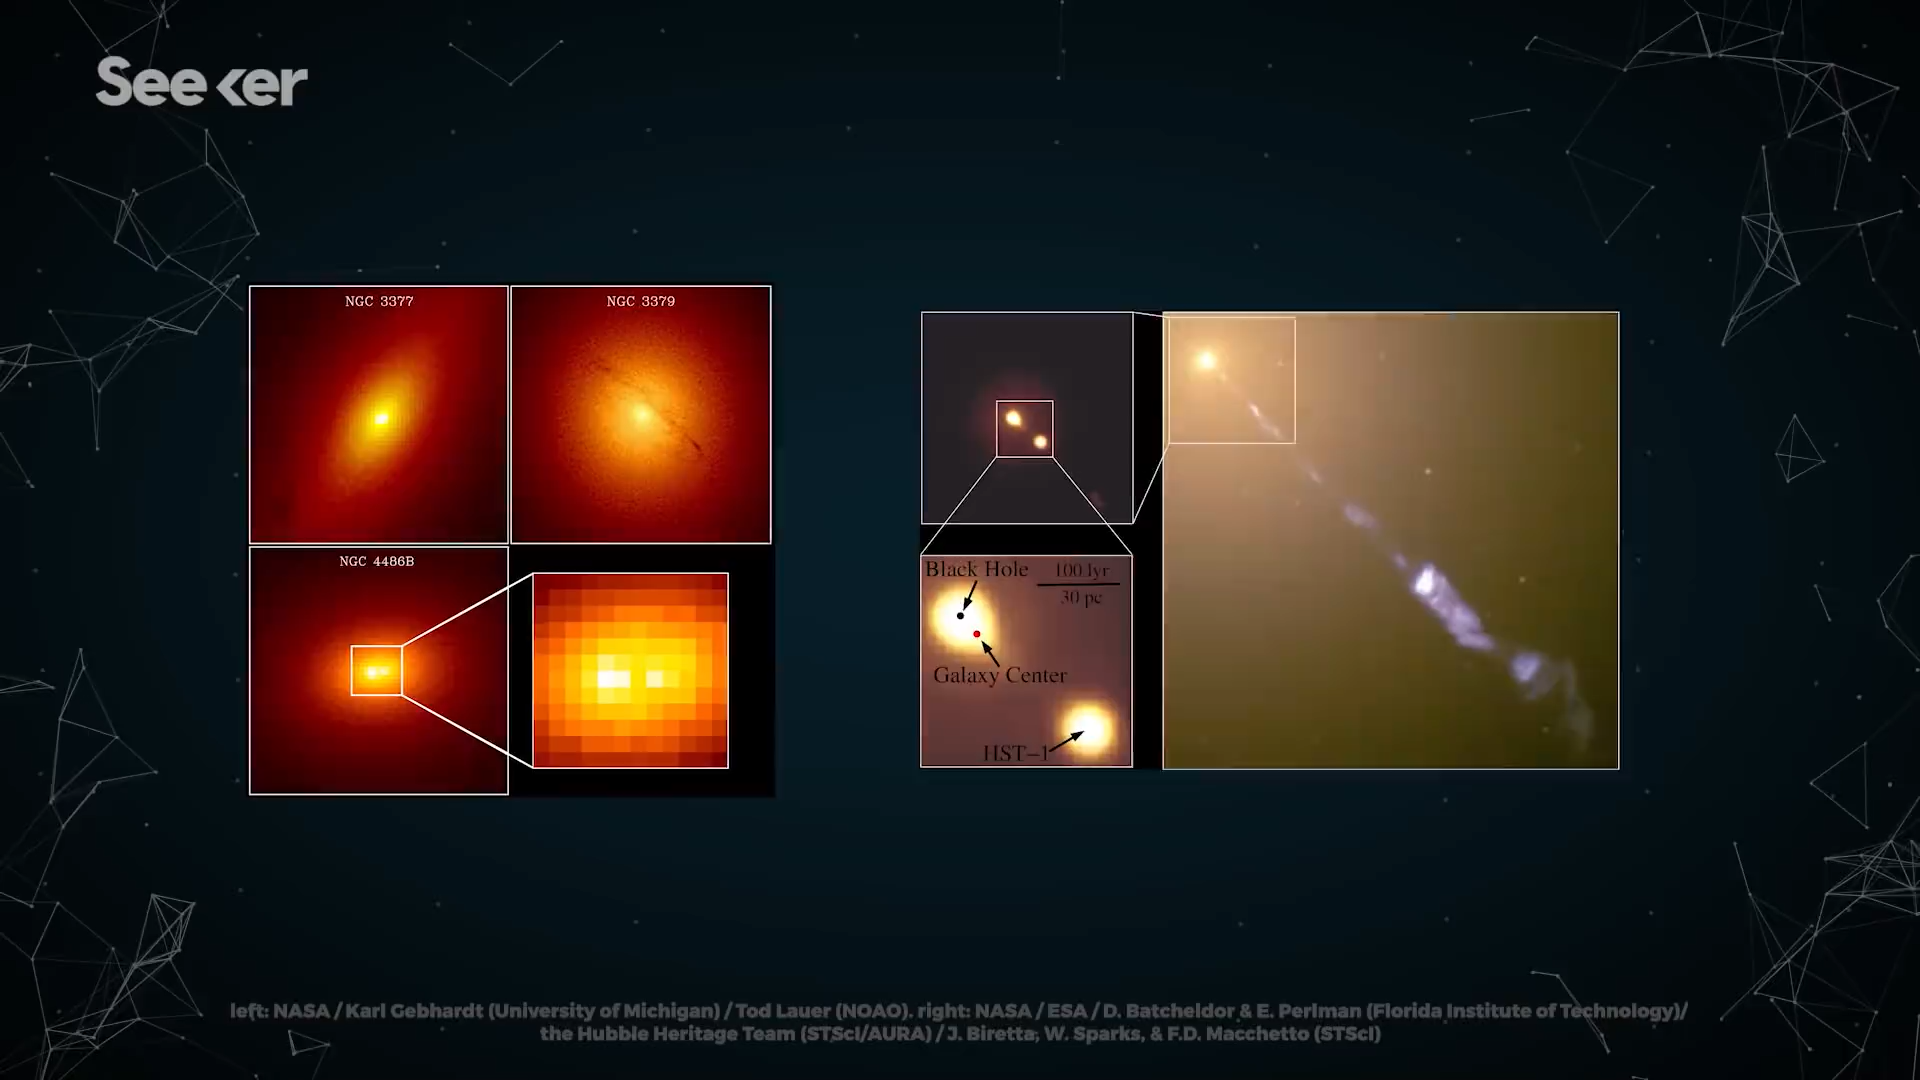 Seeker
NGC 3377
NGC 3379
NGC 4486B
Black Hole
100 lyr
30 pc
Galaxy Center
HST-1
left: NASA / Karl Gebhardt (University of Michigan) / Tod Lauer (NOAO). right: NASA / ESA / D. Batcheldor & E. Perlman (Florida Institute of Technology)/
the Hubble Heritage Team (STScI/AURA) / J. Biretta, W. Sparks, & F.D. Macchetto (STScI)